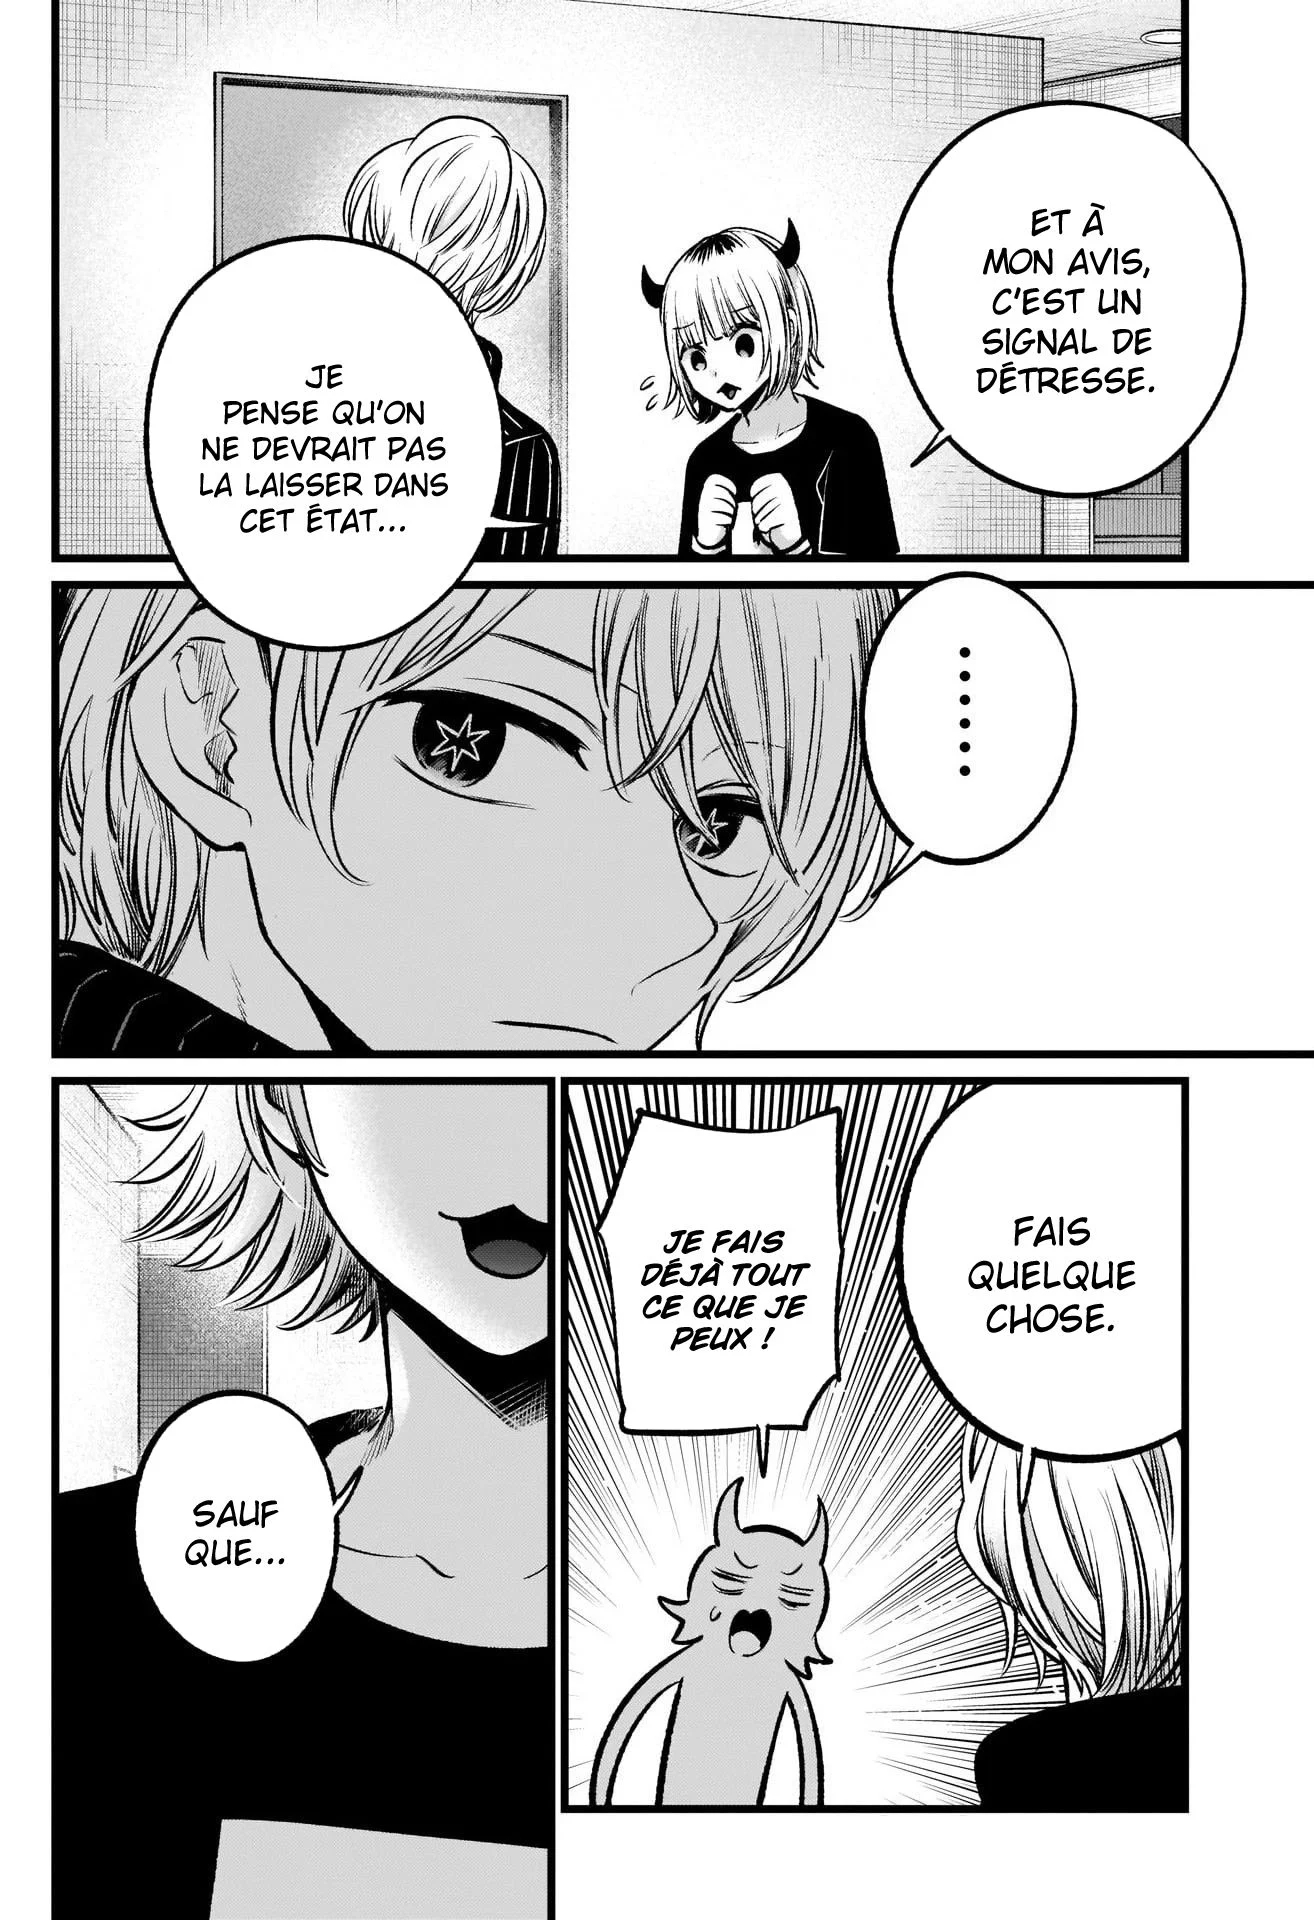 ET À
MON AVIS,
C'EST UN
SIGNAL DE
DÉTRESSE.
JE
PENSE QU'ON
NE DEVRAIT PAS
LA LAISSER DANS
CET ÉTAT...
......
FAIS
QUELQUE
CHOSE.
JE FAIS
DÉJÀ TOUT
CE QUE JE
PEUX !
SAUF
QUE...